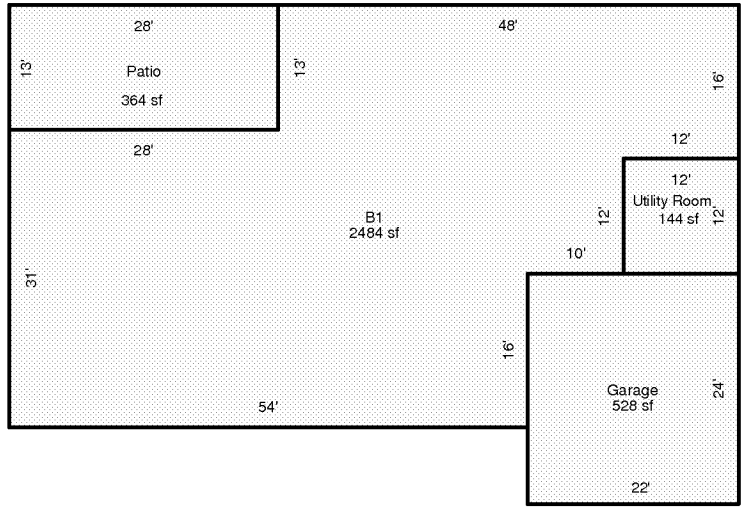 28'
48'
13'
Patio
13'
364 sf
16'
12'
28'
12'
Utility Room
12'
12'
144 sf
B1
2484 sf
10'
31'
16'
Garage
24'
528 sf
54'
22'